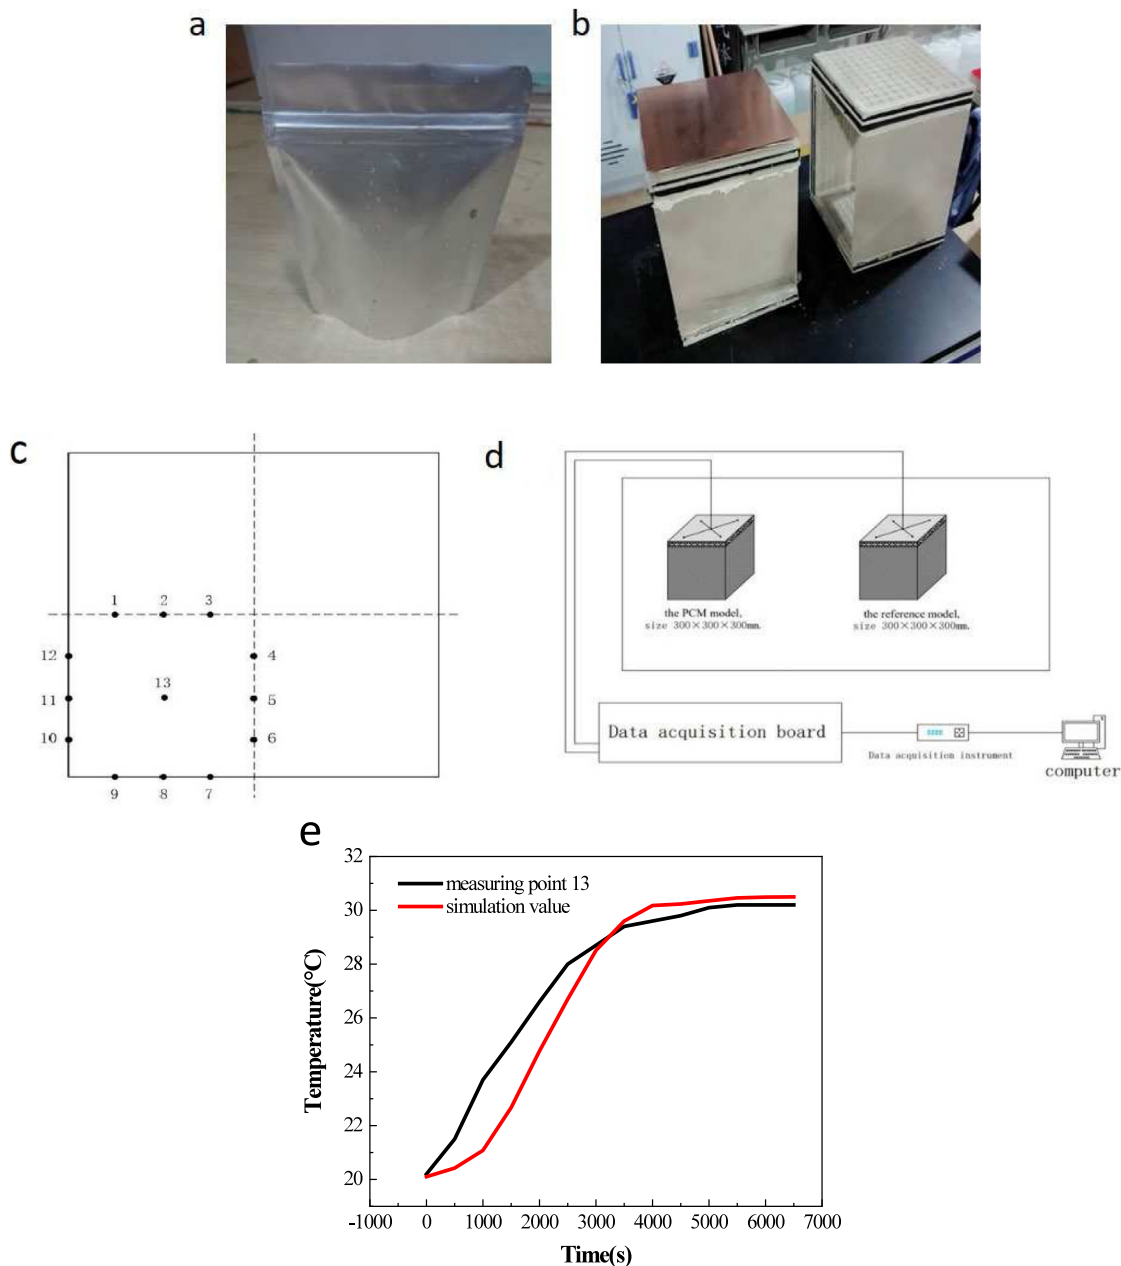 a
b
c
1
2
3
12
4
13
11
5
10
6
9
8
7
d
the PCM model,
size 300×300×300mm.
the reference model,
size 300×300×300mm.
Data acquisition board
Data acquisition instrument
computer
e
32
30
28
26
24
22
20
Temperature(°C)
measuring point 13
simulation value
-1000
0
1000
2000
3000
4000
5000
6000
7000
Time(s)